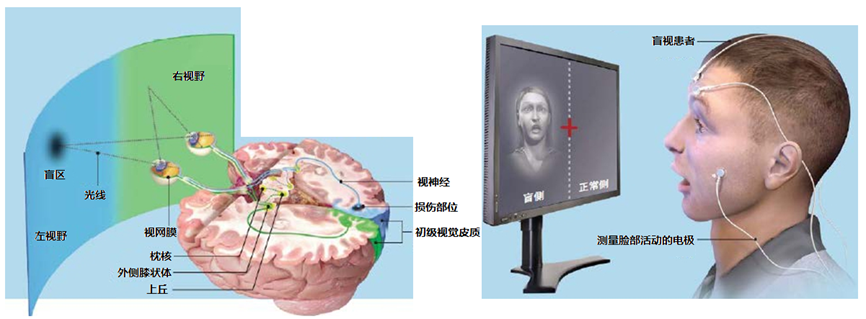 右视野
盲区
光线
左视野
视网膜
枕核
外侧膝状体
上丘
视神经
损伤部位
初级视觉皮质
盲视患者
盲侧
正常侧
测量脸部活动的电极